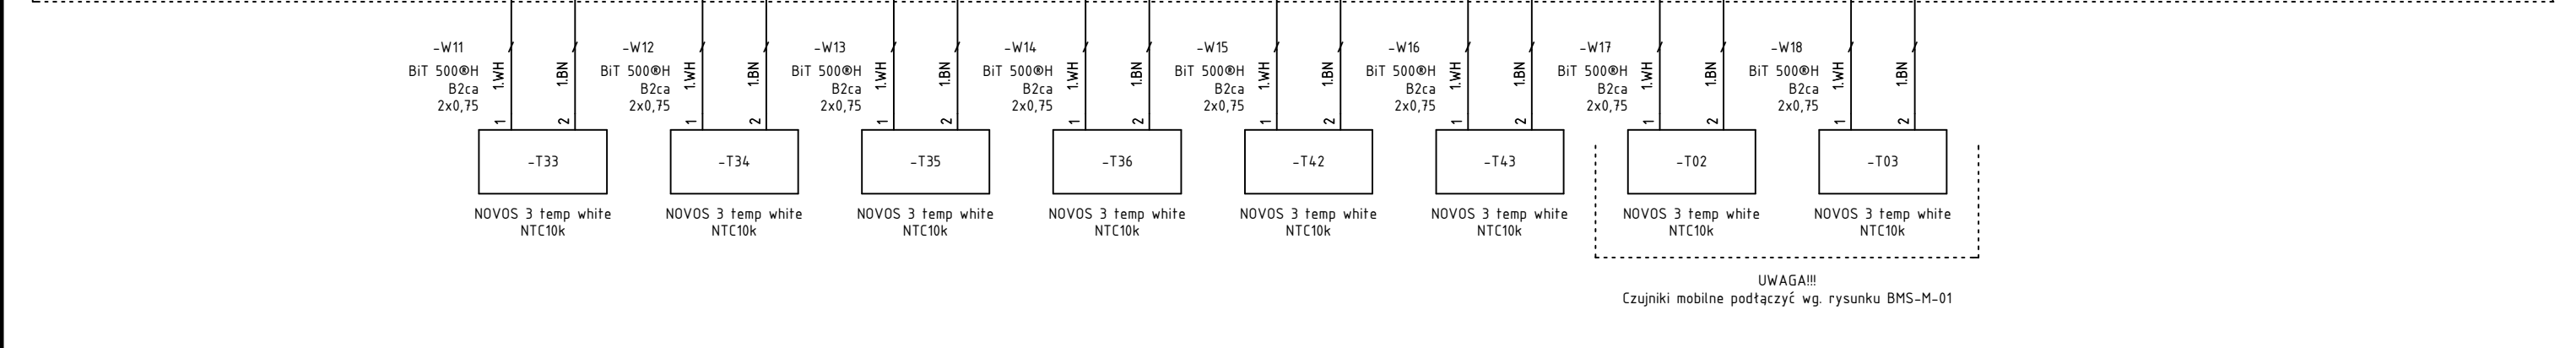 -W11
BiT 500®H
B2ca
2x0,75
1.WH
1.BN
1
2
-T33
NOVOS 3 temp white
NTC10k
-W12
BiT 500®H
B2ca
2x0,75
1.WH
1.BN
1
2
-T34
NOVOS 3 temp white
NTC10k
-W13
BiT 500®H
B2ca
2x0,75
1.WH
1.BN
1
2
-T35
NOVOS 3 temp white
NTC10k
-W14
BiT 500®H
B2ca
2x0,75
1.WH
1.BN
1
2
-T36
NOVOS 3 temp white
NTC10k
-W15
BiT 500®H
B2ca
2x0,75
1.WH
1.BN
1
2
-T42
NOVOS 3 temp white
NTC10k
-W16
BiT 500®H
B2ca
2x0,75
1.WH
1.BN
1
2
-T43
NOVOS 3 temp white
NTC10k
-W17
BiT 500®H
B2ca
2x0,75
1.WH
1.BN
1
2
-T02
NOVOS 3 temp white
NTC10k
-W18
BiT 500®H
B2ca
2x0,75
1.WH
1.BN
1
2
-T03
NOVOS 3 temp white
NTC10k
UWAGA!!!
Czujniki mobilne podłączyć wg. rysunku BMS-M-01